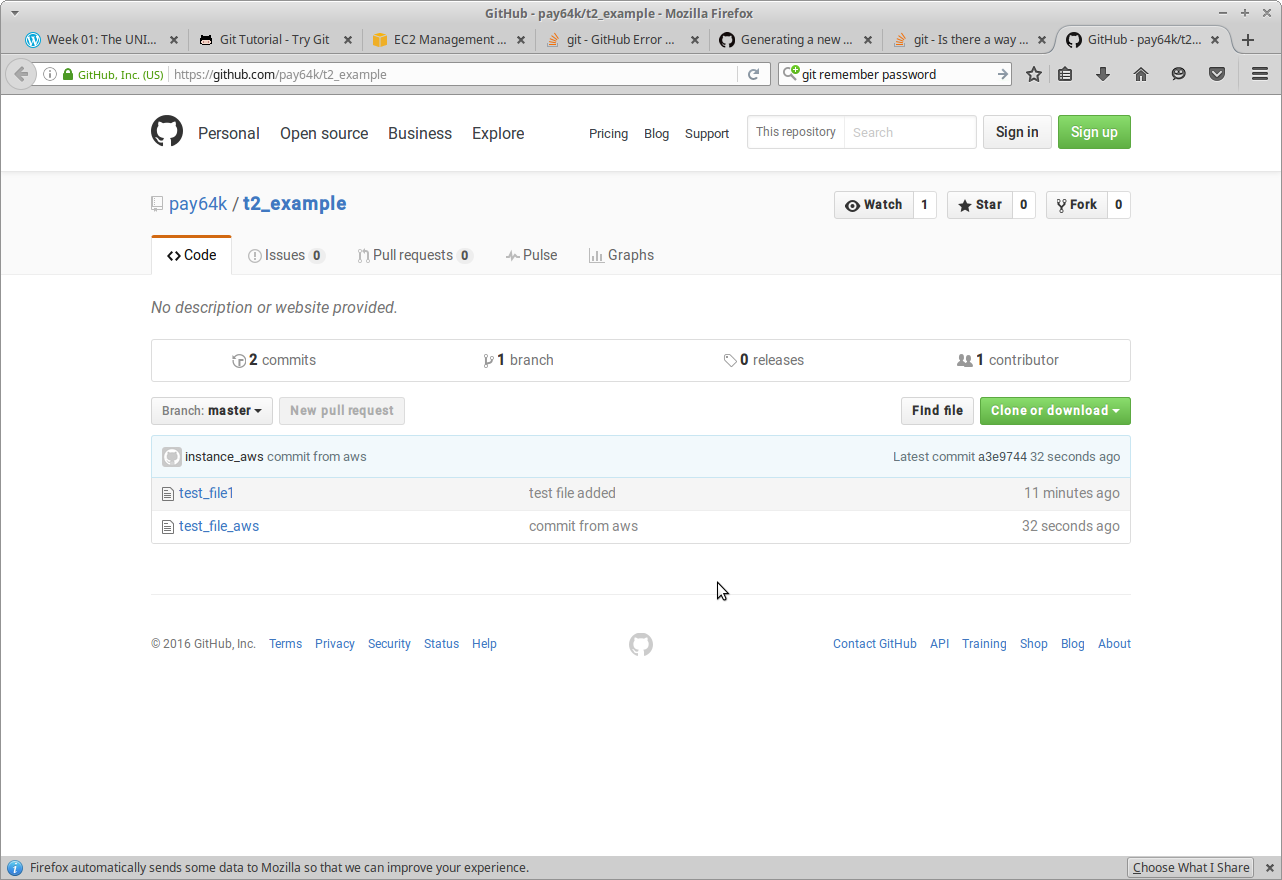 GitHub - pay64k/t2_example - Mozilla Firefox
Week 01: The UNI... Git Tutorial - Try Git EC2 Management ... git - GitHub Error ... Generating a new ... git - Is there a way ... GitHub - pay64k/t2...
GitHub, Inc. (US) https://github.com/pay64k/t2_example git remember password
Personal Open source Business Explore Pricing Blog Support This repository Search Sign in Sign up
pay64k / t2_example Watch 1 Star 0 Fork 0
Code Issues 0 Pull requests 0 Pulse Graphs
No description or website provided.
2 commits 1 branch 0 releases 1 contributor
Branch: master New pull request Find file Clone or download
instance_aws commit from aws Latest commit a3e9744 32 seconds ago
test_file1 test file added 11 minutes ago
test_file_aws commit from aws 32 seconds ago
© 2016 GitHub, Inc. Terms Privacy Security Status Help Contact GitHub API Training Shop Blog About
Firefox automatically sends some data to Mozilla so that we can improve your experience. Choose What I Share